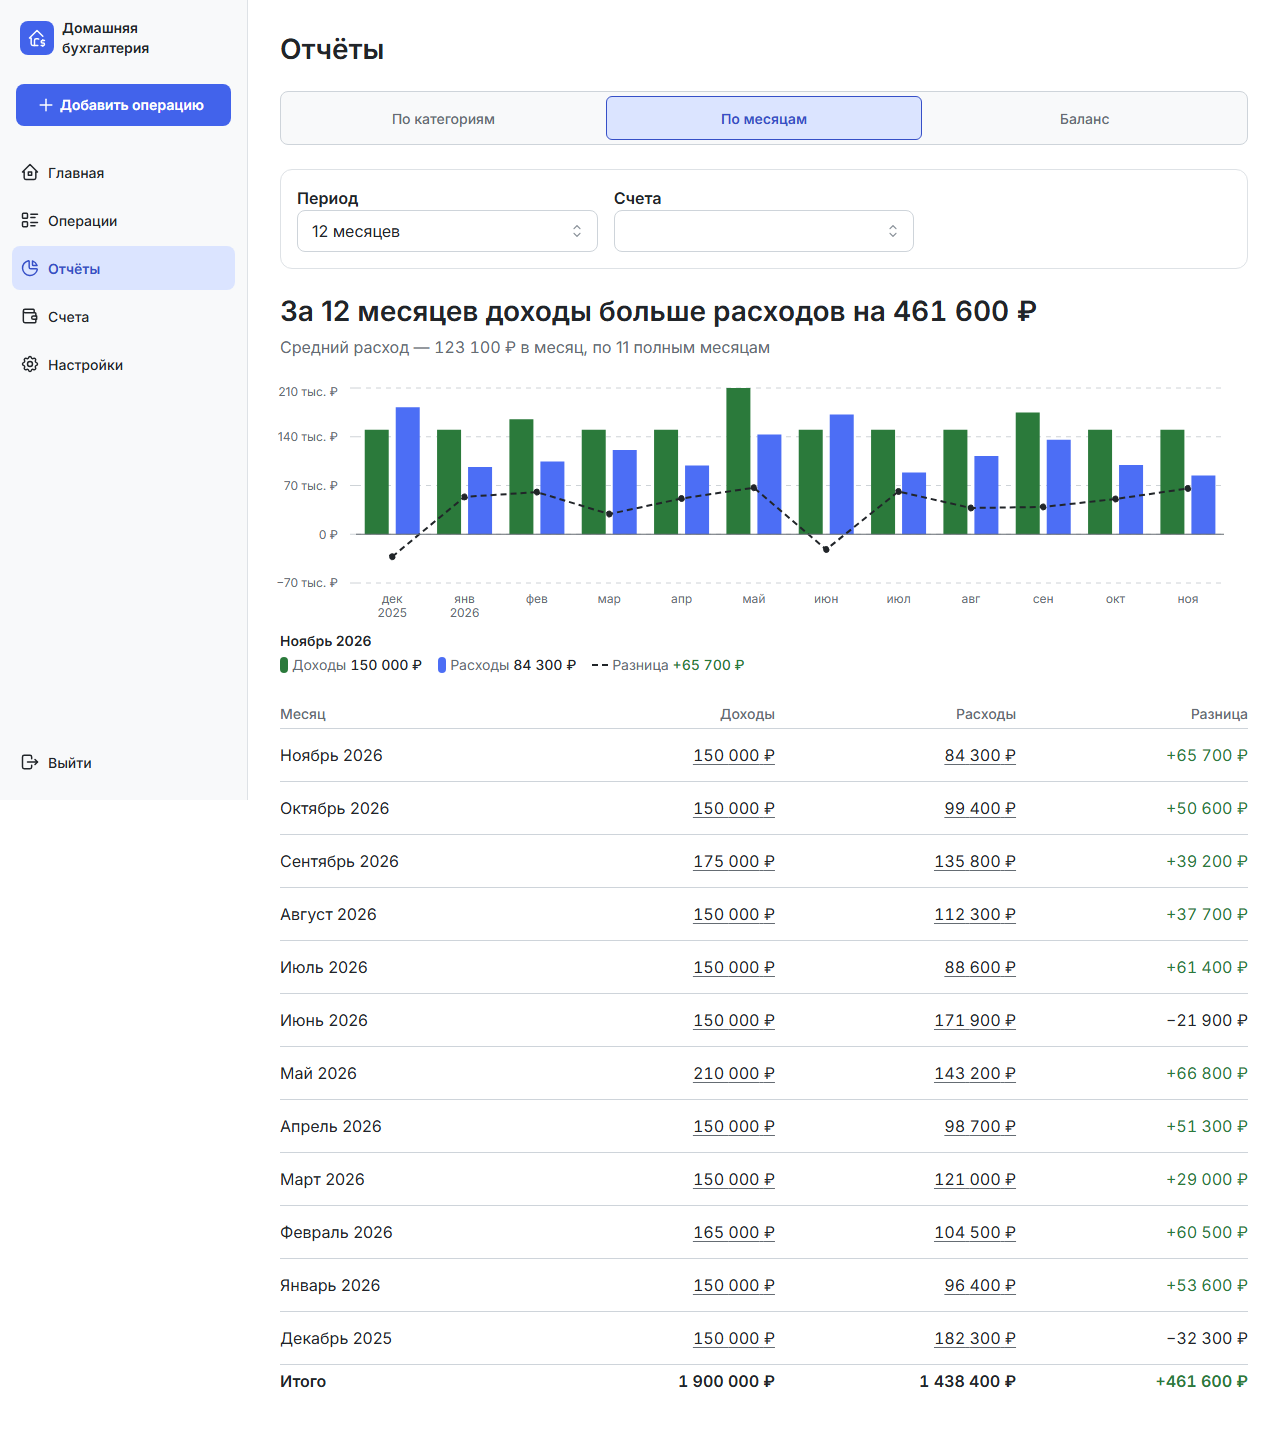 Домашняя
бухгалтерия
Добавить операцию
Главная
Операции
Отчёты
Счета
Настройки
Выйти
Отчёты
По категориям
По месяцам
Баланс
Период
Счета
12 месяцев
За 12 месяцев доходы больше расходов на 461 600 ₽
Средний расход — 123 100 ₽ в месяц, по 11 полным месяцам
210 тыс. ₽
140 тыс. ₽
70 тыс. ₽
0 ₽
−70 тыс. ₽
дек янв фев мар апр май июн июл авг сен окт ноя
2025 2026
Ноябрь 2026
Доходы 150 000 ₽ Расходы 84 300 ₽ Разница +65 700 ₽
Месяц Доходы Расходы Разница
Ноябрь 2026 150 000 ₽ 84 300 ₽ +65 700 ₽
Октябрь 2026 150 000 ₽ 99 400 ₽ +50 600 ₽
Сентябрь 2026 175 000 ₽ 135 800 ₽ +39 200 ₽
Август 2026 150 000 ₽ 112 300 ₽ +37 700 ₽
Июль 2026 150 000 ₽ 88 600 ₽ +61 400 ₽
Июнь 2026 150 000 ₽ 171 900 ₽ −21 900 ₽
Май 2026 210 000 ₽ 143 200 ₽ +66 800 ₽
Апрель 2026 150 000 ₽ 98 700 ₽ +51 300 ₽
Март 2026 150 000 ₽ 121 000 ₽ +29 000 ₽
Февраль 2026 165 000 ₽ 104 500 ₽ +60 500 ₽
Январь 2026 150 000 ₽ 96 400 ₽ +53 600 ₽
Декабрь 2025 150 000 ₽ 182 300 ₽ −32 300 ₽
Итого 1 900 000 ₽ 1 438 400 ₽ +461 600 ₽